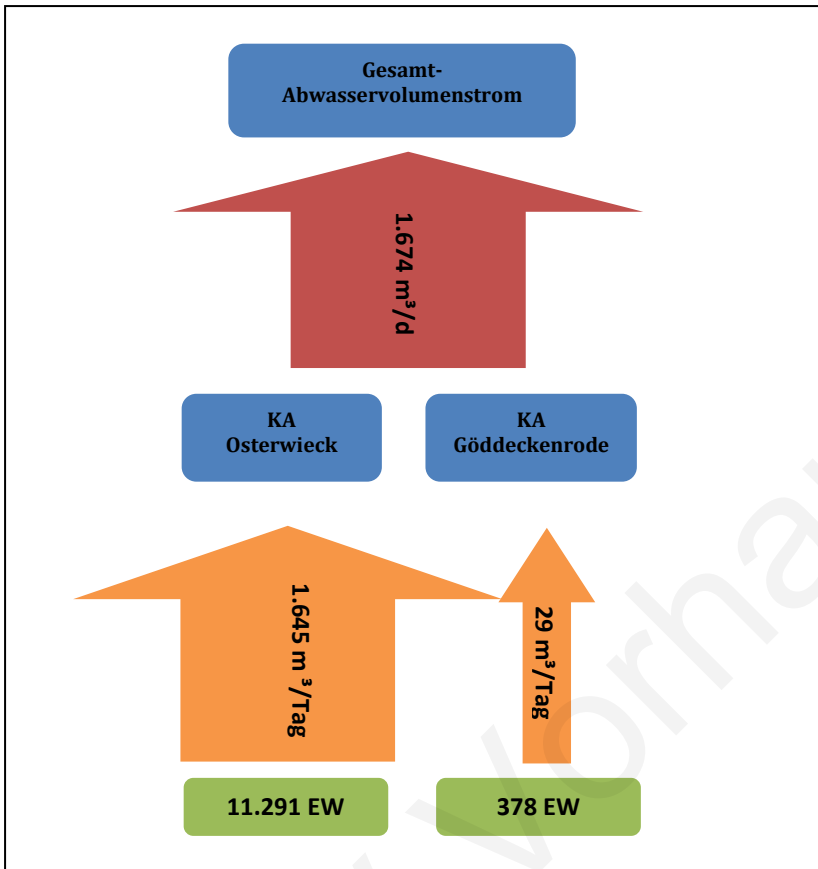 Gesamt-
Abwasservolumenstrom
1.674 m³/d
KA
Osterwieck
KA
Göddeckenrode
1.645 m ³/Tag
29 m³/Tag
11.291 EW
378 EW